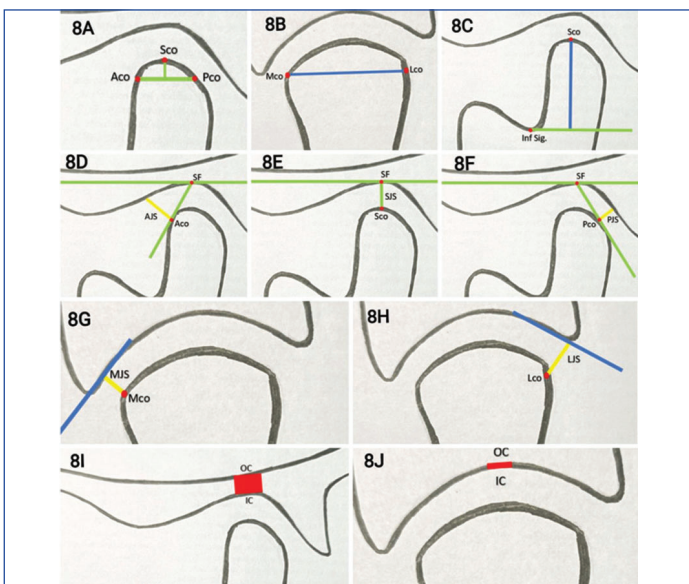 8A
Sco
Aco
Pco
8B
Mco
Lco
8C
Sco
Inf Sig.
8D
SF
AJS
Aco
8E
SF
SJS
Sco
8F
SF
Pco
PJS
8G
MJS
Mco
8H
LJS
Lco
8I
OC
IC
8J
OC
IC